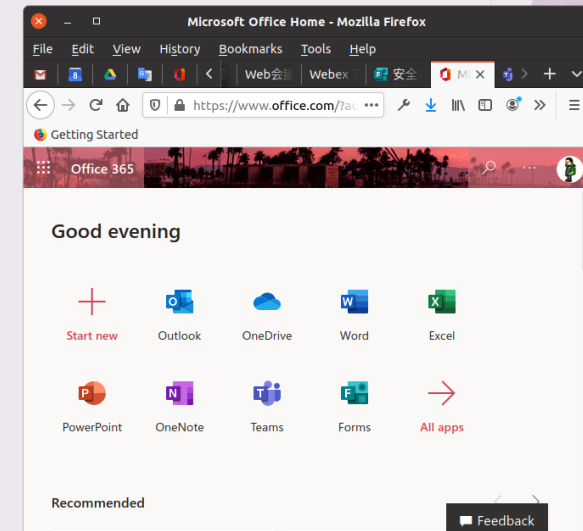 Microsoft Office Home - Mozilla Firefox
File Edit View History Bookmarks Tools Help
Web会 Webex 安全 M
https://www.office.com/?au
Getting Started
Office 365
Good evening
Start new Outlook OneDrive Word Excel
PowerPoint OneNote Teams Forms All apps
Recommended
Feedback